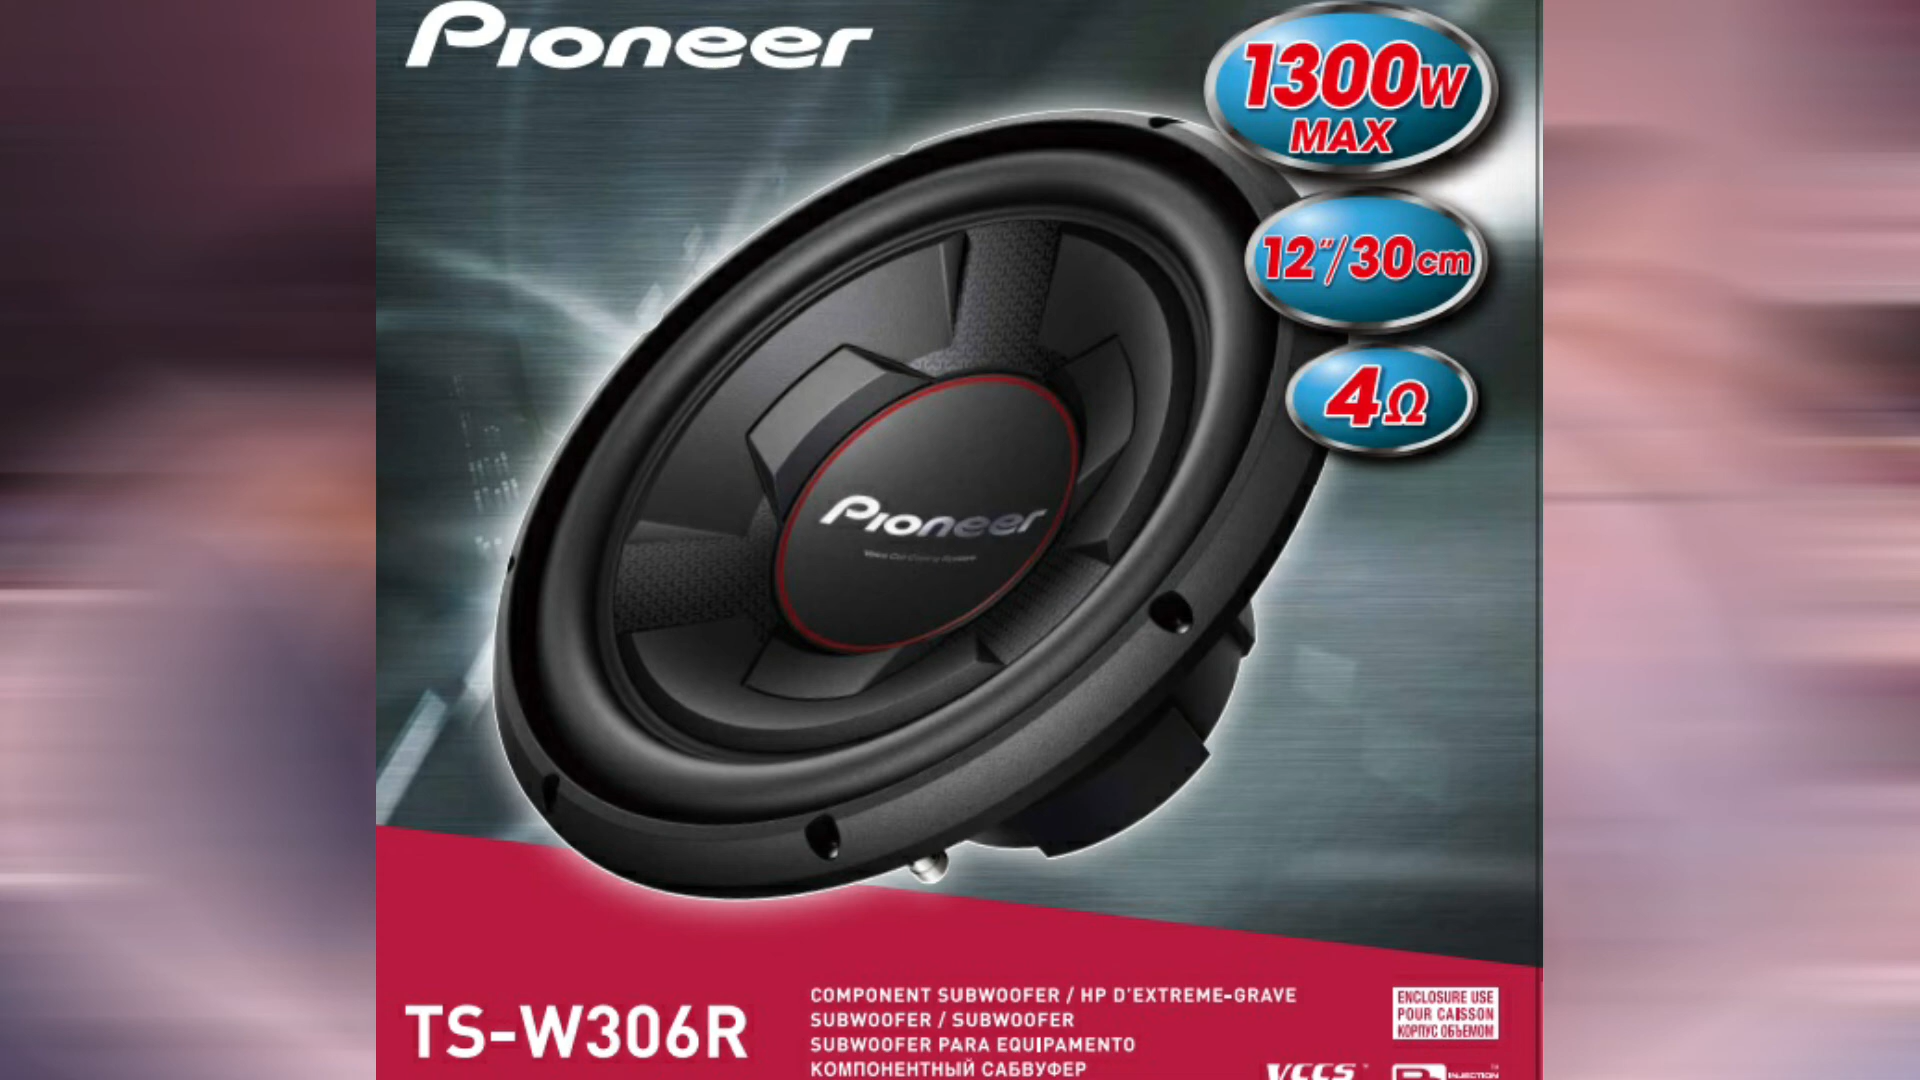 Pioneer
1300W
MAX
12"/30cm
4Ω
Pioneer
TS-W306R
COMPONENT SUBWOOFER / HP D'EXTREME-GRAVE
SUBWOOFER / SUBWOOFER
SUBWOOFER PARA EQUIPAMENTO
КОМПОНЕНТНЫЙ САБВУФЕР
ENCLOSURE USE
POUR CAISSON
КОРПУС ОБЪЕМОМ
VCCS
INJECTION